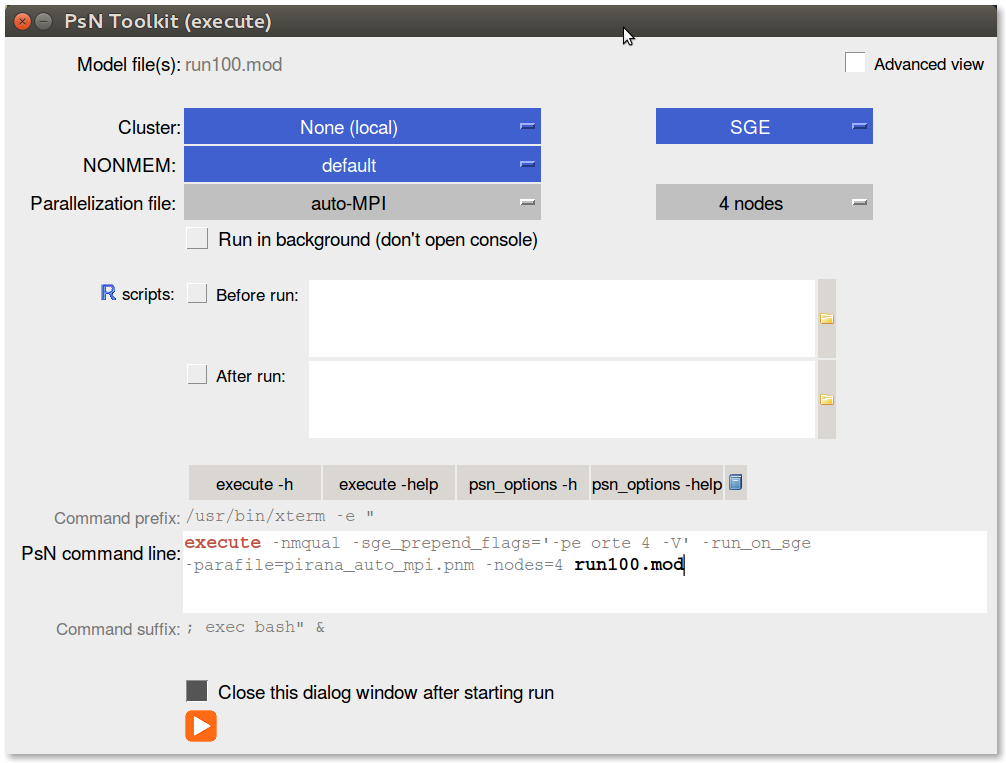 PsN Toolkit (execute)
Model file(s): run100.mod
Advanced view
Cluster: None (local) SGE
NONMEM: default
Parallelization file: auto-MPI 4 nodes
Run in background (don't open console)
R scripts: Before run:
After run:
execute -h execute -help psn_options -h psn_options -help
Command prefix: /usr/bin/xterm -e "
PsN command line: execute -nmqual -sge_prepend_flags='-pe orte 4 -V' -run_on_sge
-parafile=pirana_auto_mpi.pnm -nodes=4 run100.mod
Command suffix: ; exec bash" &
Close this dialog window after starting run